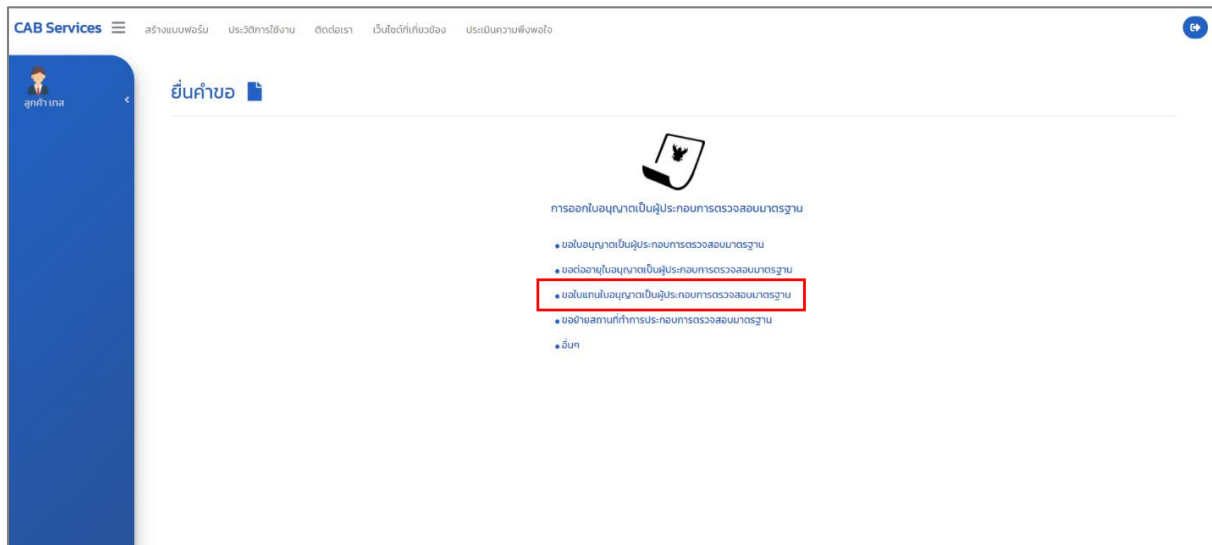 CAB Services สร้างแบบฟอร์ม ประวัติการใช้งาน ติดต่อเรา เว็บไซต์ที่เกี่ยวข้อง ประเมินความพึงพอใจ
ลูกค้า เทส
ยื่นคำขอ
การออกใบอนุญาตเป็นผู้ประกอบการตรวจสอบมาตรฐาน
• ขอใบอนุญาตเป็นผู้ประกอบการตรวจสอบมาตรฐาน
• ขอต่ออายุใบอนุญาตเป็นผู้ประกอบการตรวจสอบมาตรฐาน
• ขอใบแทนใบอนุญาตเป็นผู้ประกอบการตรวจสอบมาตรฐาน
• ขอย้ายสถานที่ทำการประกอบการตรวจสอบมาตรฐาน
• อื่นๆ